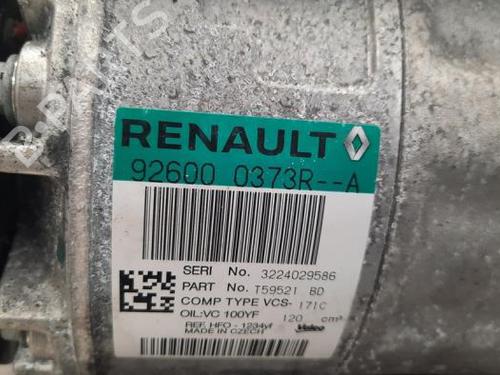 B-PARTS
RENAULT
92600 0373R--A
SERI No. 3224029586
PART No. T59521 BD
COMP TYPE VCS- 171C
OIL:VC 100YF 120 cm³
REF. HFO - 1234yf
MADE IN CZECH Valeo